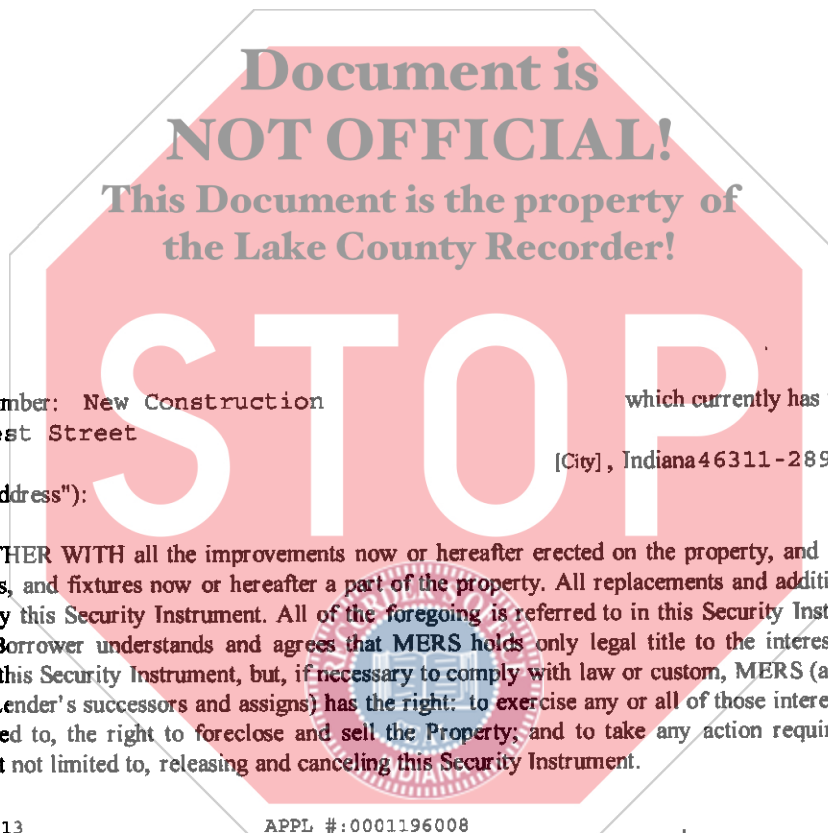 Document is
NOT OFFICIAL!
This Document is the property of
the Lake County Recorder!
STOP
mber: New Construction which currently has
est Street
[City], Indiana 46311-289
ddress"):
HER WITH all the improvements now or hereafter erected on the property, and
s, and fixtures now or hereafter a part of the property. All replacements and additi
y this Security Instrument. All of the foregoing is referred to in this Security Inst
Borrower understands and agrees that MERS holds only legal title to the interes
this Security Instrument, but, if necessary to comply with law or custom, MERS (a
ender's successors and assigns) has the right: to exercise any or all of those intere
ed to, the right to foreclose and sell the Property; and to take any action requir
t not limited to, releasing and canceling this Security Instrument.
13 APPL #:0001196008